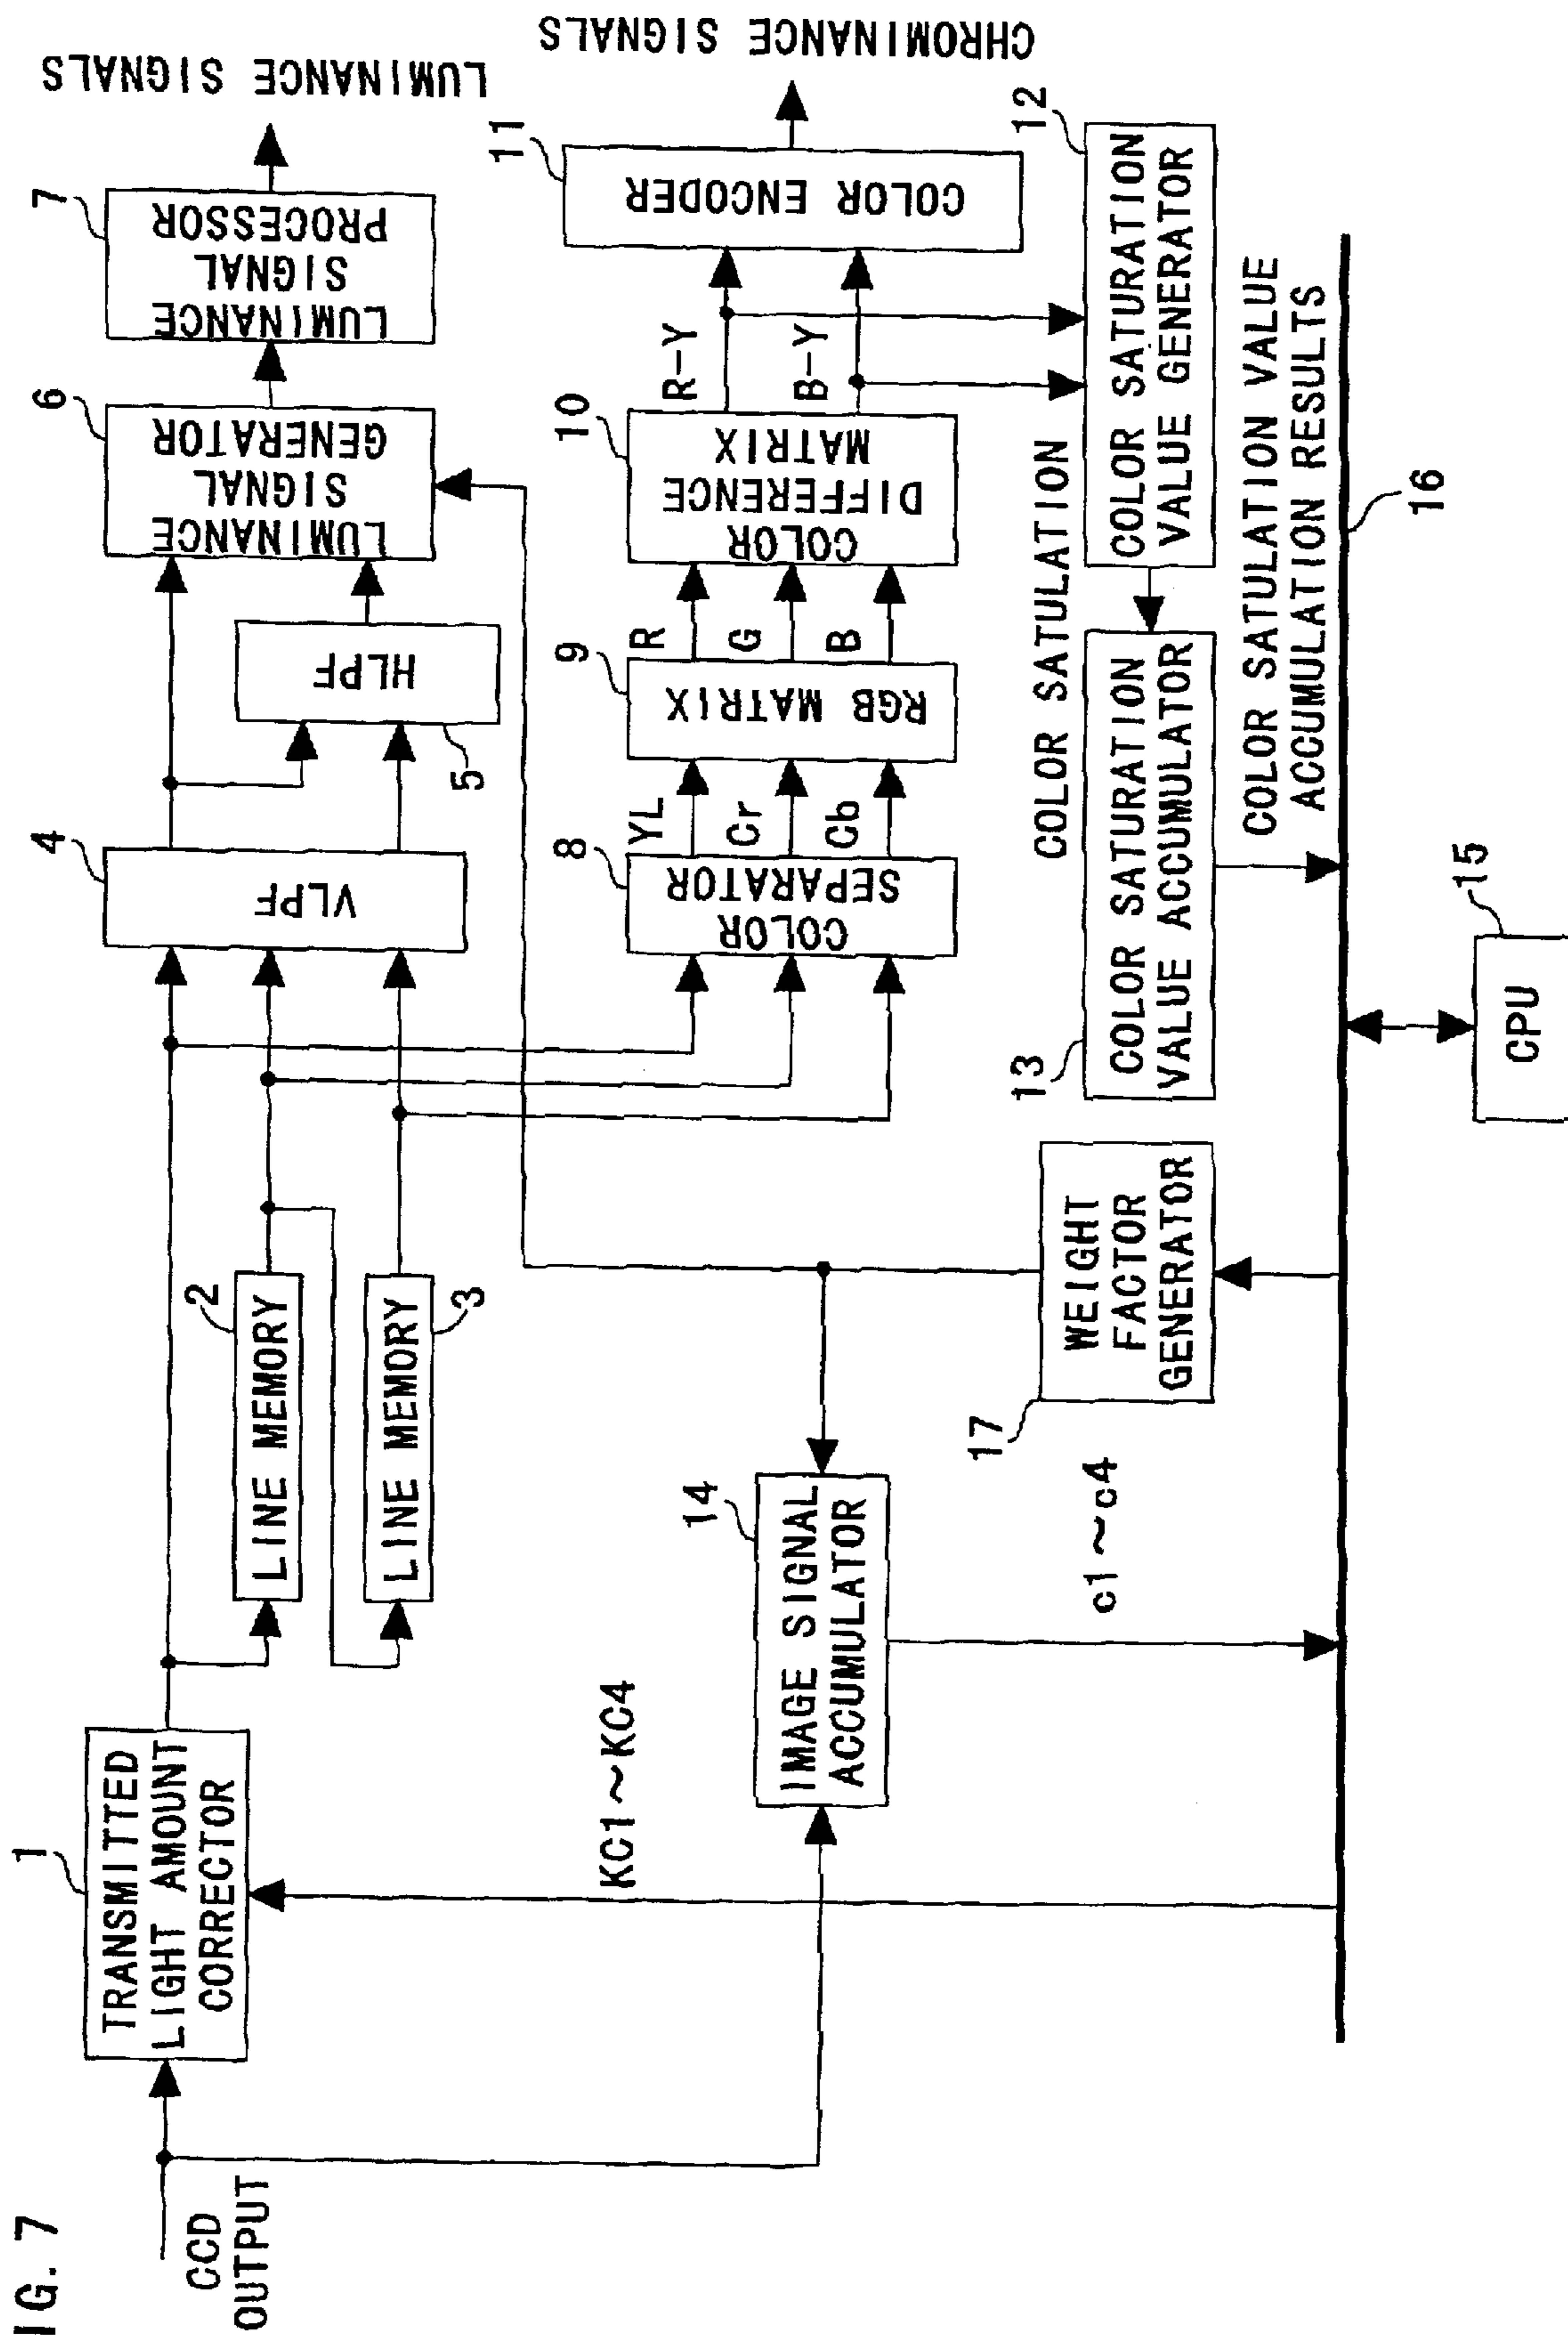 IG. 7
CCD
OUTPUT
1
TRANSMITTED
LIGHT AMOUNT
CORRECTOR
2
LINE MEMORY
3
LINE MEMORY
4
VLPF
5
HLPF
6
LUMINANCE
SIGNAL
GENERATOR
7
LUMINANCE
SIGNAL
PROCESSOR
LUMINANCE SIGNALS
8
COLOR
SEPARATOR
YL
Cr
Cb
9
RGB MATRIX
R
G
B
10
COLOR
DIFFERENCE
MATRIX
R-Y
B-Y
11
COLOR ENCODER
CHROMINANCE SIGNALS
KC1~KC4
14
IMAGE SIGNAL
ACCUMULATOR
c1~c4
17
WEIGHT
FACTOR
GENERATOR
13
COLOR SATURATION
VALUE ACCUMULATOR
COLOR SATULATION
12
COLOR SATURATION
VALUE GENERATOR
COLOR SATULATION VALUE
ACCUMULATION RESULTS
16
15
CPU